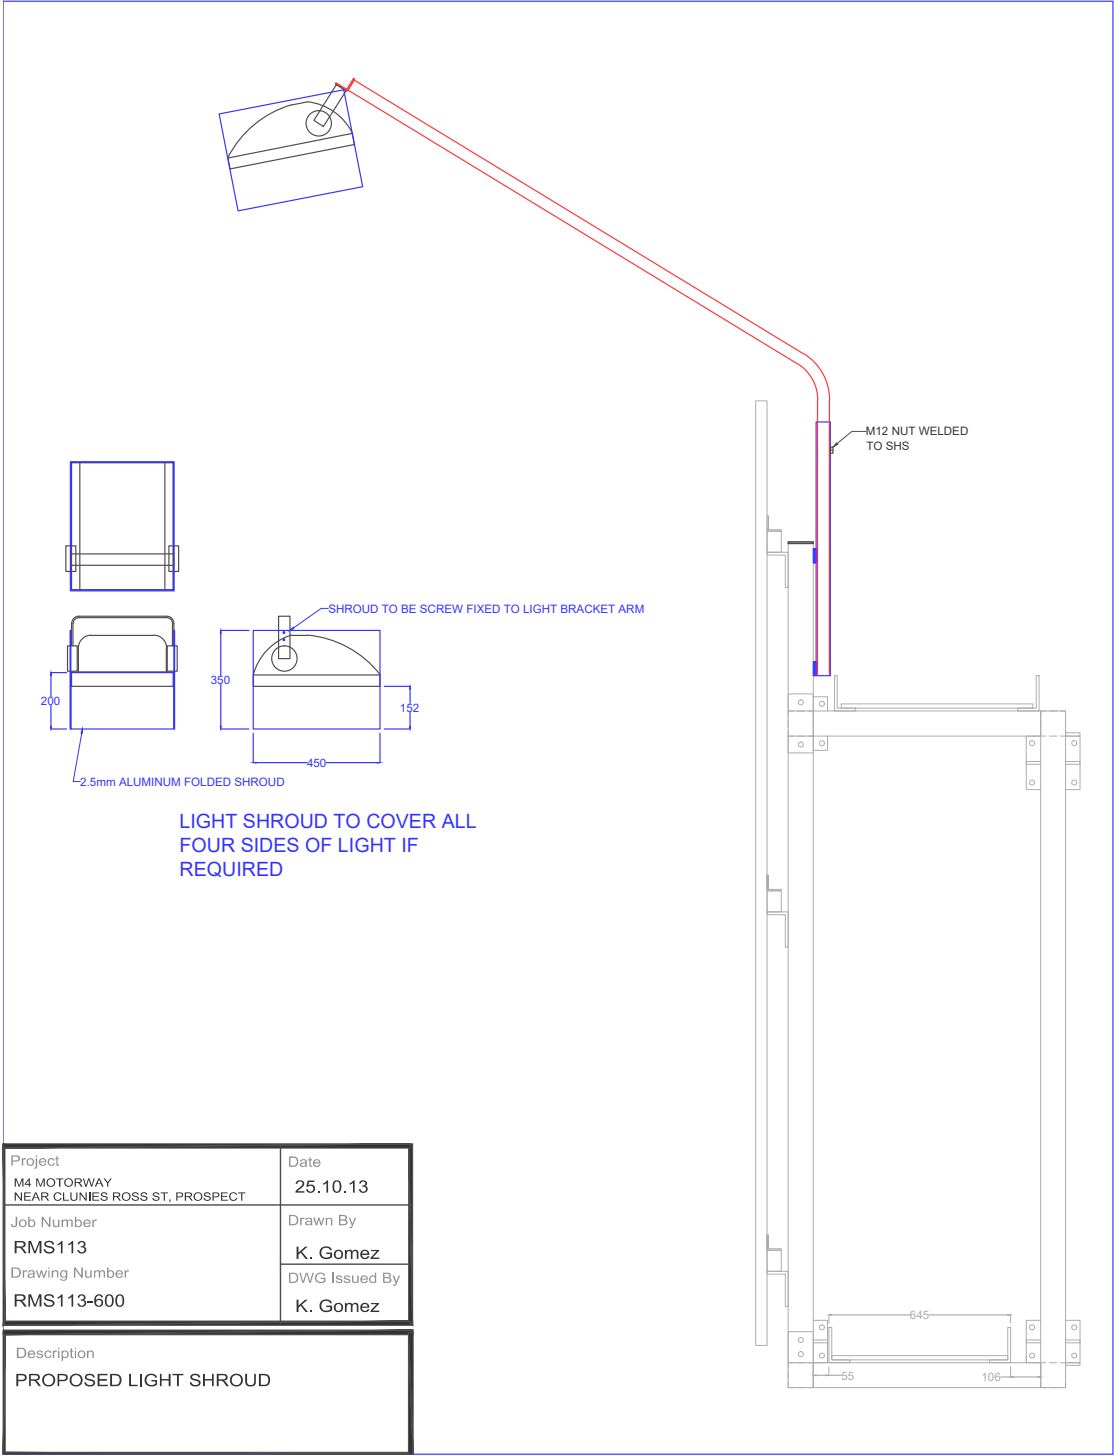 M12 NUT WELDED
TO SHS
SHROUD TO BE SCREW FIXED TO LIGHT BRACKET ARM
350
200
152
450
2.5mm ALUMINUM FOLDED SHROUD
LIGHT SHROUD TO COVER ALL
FOUR SIDES OF LIGHT IF
REQUIRED
645
55
106
Project
M4 MOTORWAY
NEAR CLUNIES ROSS ST, PROSPECT
Date
25.10.13
Job Number
RMS113
Drawn By
K. Gomez
Drawing Number
RMS113-600
DWG Issued By
K. Gomez
Description
PROPOSED LIGHT SHROUD